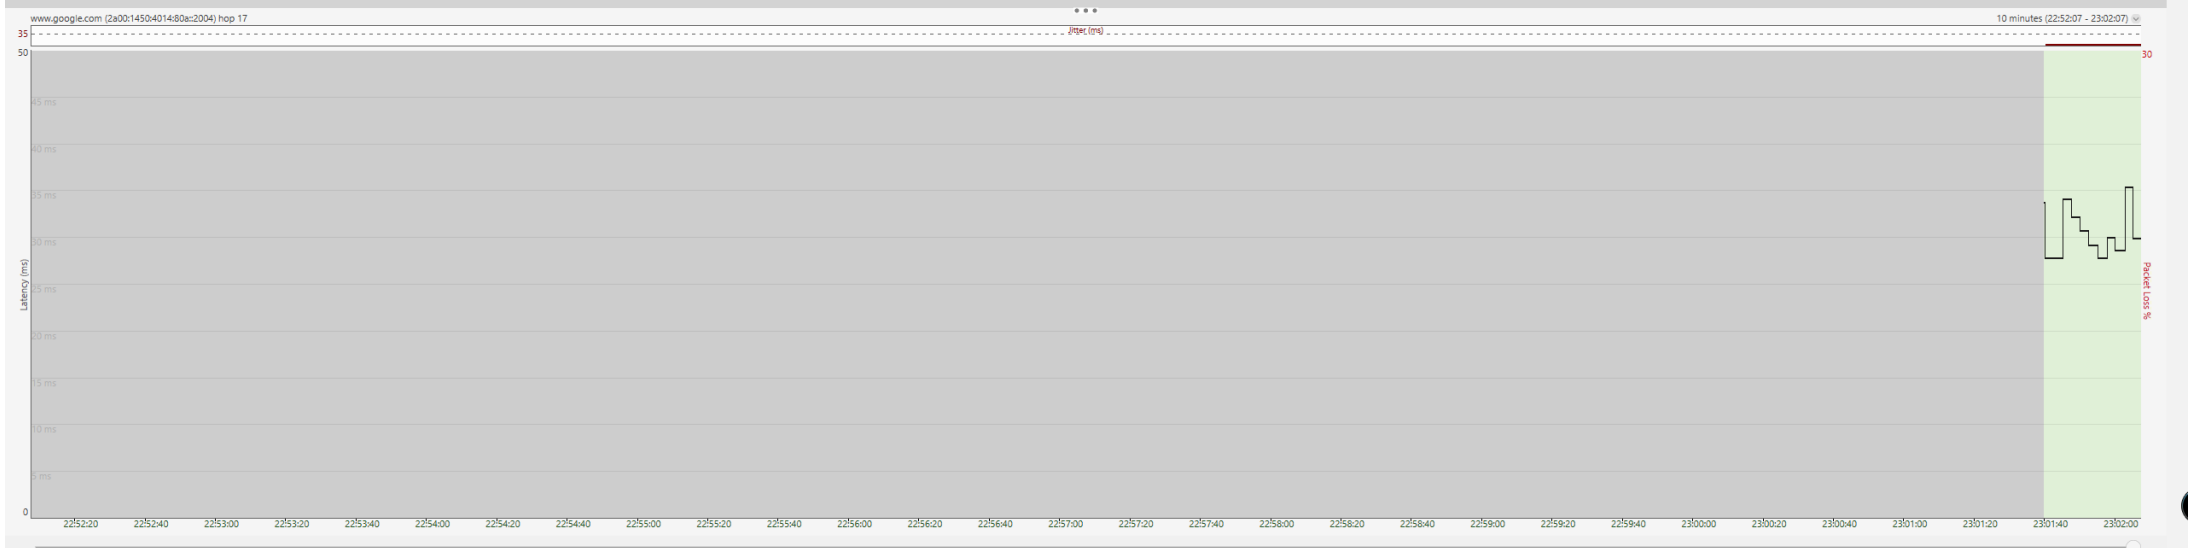 www.google.com (2a00:1450:4014:80a::2004) hop 17
10 minutes (22:52:07 - 23:02:07)
35
Jitter (ms)
50
30
45 ms
40 ms
35 ms
30 ms
25 ms
20 ms
15 ms
10 ms
5 ms
0
Latency (ms)
Packet Loss %
22:52:20 22:52:40 22:53:00 22:53:20 22:53:40 22:54:00 22:54:20 22:54:40 22:55:00 22:55:20 22:55:40 22:56:00 22:56:20 22:56:40 22:57:00 22:57:20 22:57:40 22:58:00 22:58:20 22:58:40 22:59:00 22:59:20 22:59:40 23:00:00 23:00:20 23:00:40 23:01:00 23:01:20 23:01:40 23:02:00